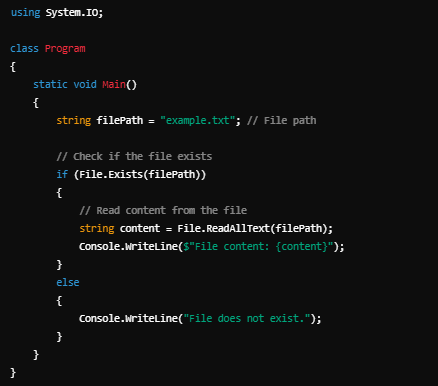 using System.IO;

class Program
{
    static void Main()
    {
        string filePath = "example.txt"; // File path

        // Check if the file exists
        if (File.Exists(filePath))
        {
            // Read content from the file
            string content = File.ReadAllText(filePath);
            Console.WriteLine($"File content: {content}");
        }
        else
        {
            Console.WriteLine("File does not exist.");
        }
    }
}